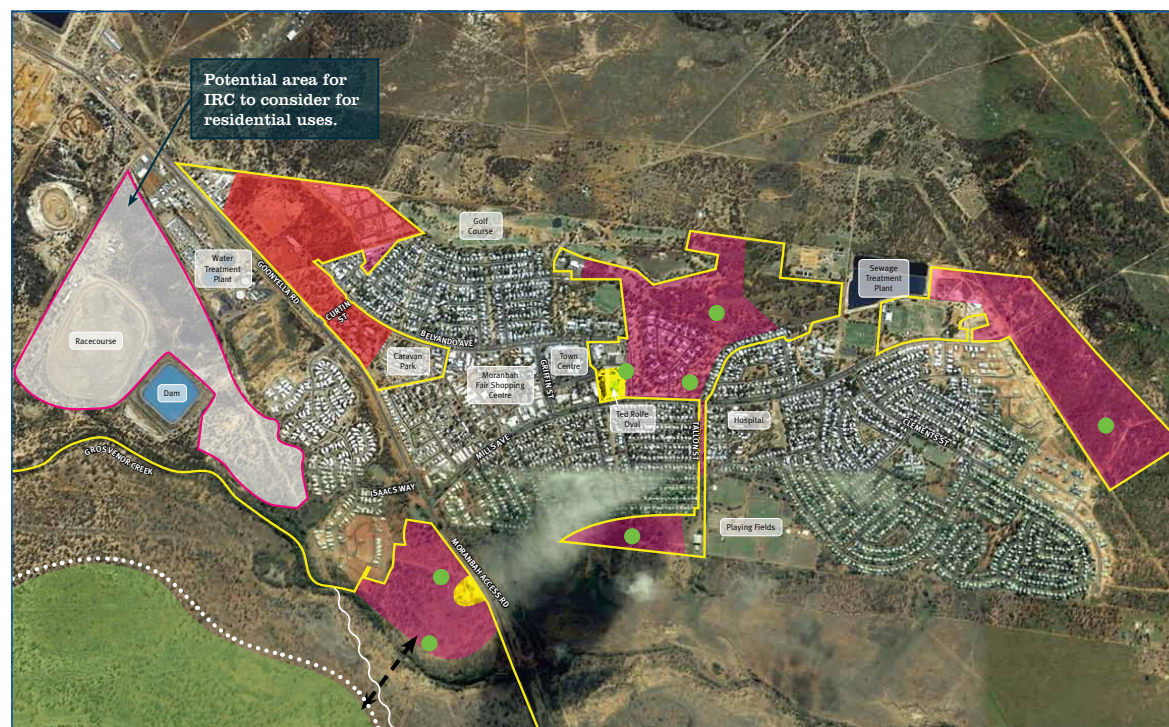 Potential area for
IRC to consider for
residential uses.
Golf
Course
Water
Treatment
Plant
GOONYELLA RD
Sewage
Treatment
Plant
CURTIN
ST
Racecourse
BELYANDO AVE
Caravan
Park
Moranbah
Fair Shopping
Centre
GRIFFIN ST
Town
Centre
Dam
Ted Rolfe
Oval
TALLON ST
Hospital
CLEMENTS ST
MILLS AVE
GROSVENOR CREEK
ISAACS WAY
Playing Fields
MORANBAH ACCESS RD